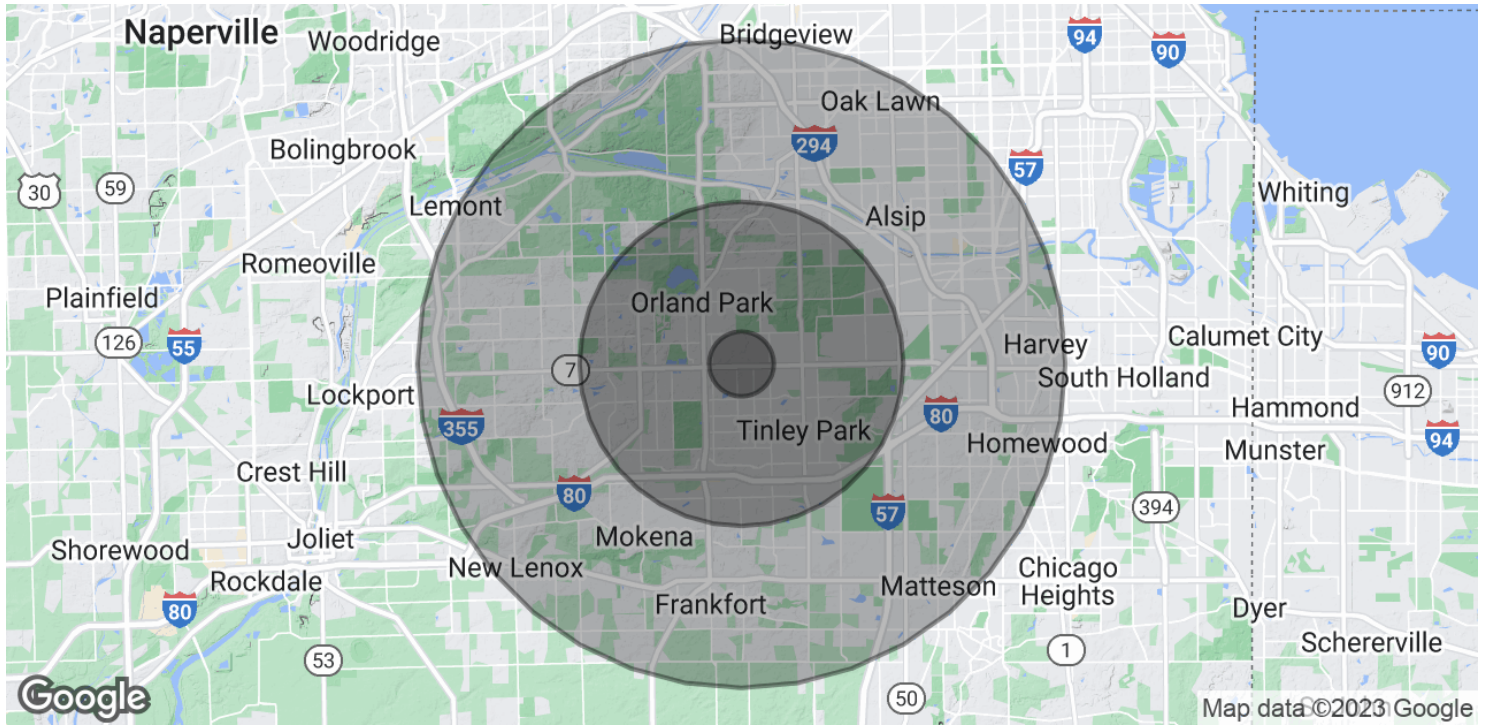 Naperville
Woodridge
Bridgeview
94
90
Oak Lawn
Bolingbrook
294
57
30
59
Whiting
Lemont
Alsip
Romeoville
Plainfield
Orland Park
126
55
Harvey
Calumet City
90
7
South Holland
912
Lockport
Hammond
355
Tinley Park
80
Homewood
94
Munster
Crest Hill
80
57
394
Joliet
Mokena
Shorewood
New Lenox
Chicago
Heights
Rockdale
Matteson
80
Frankfort
Dyer
Schererville
53
1
50
Google
Map data ©2023 Google